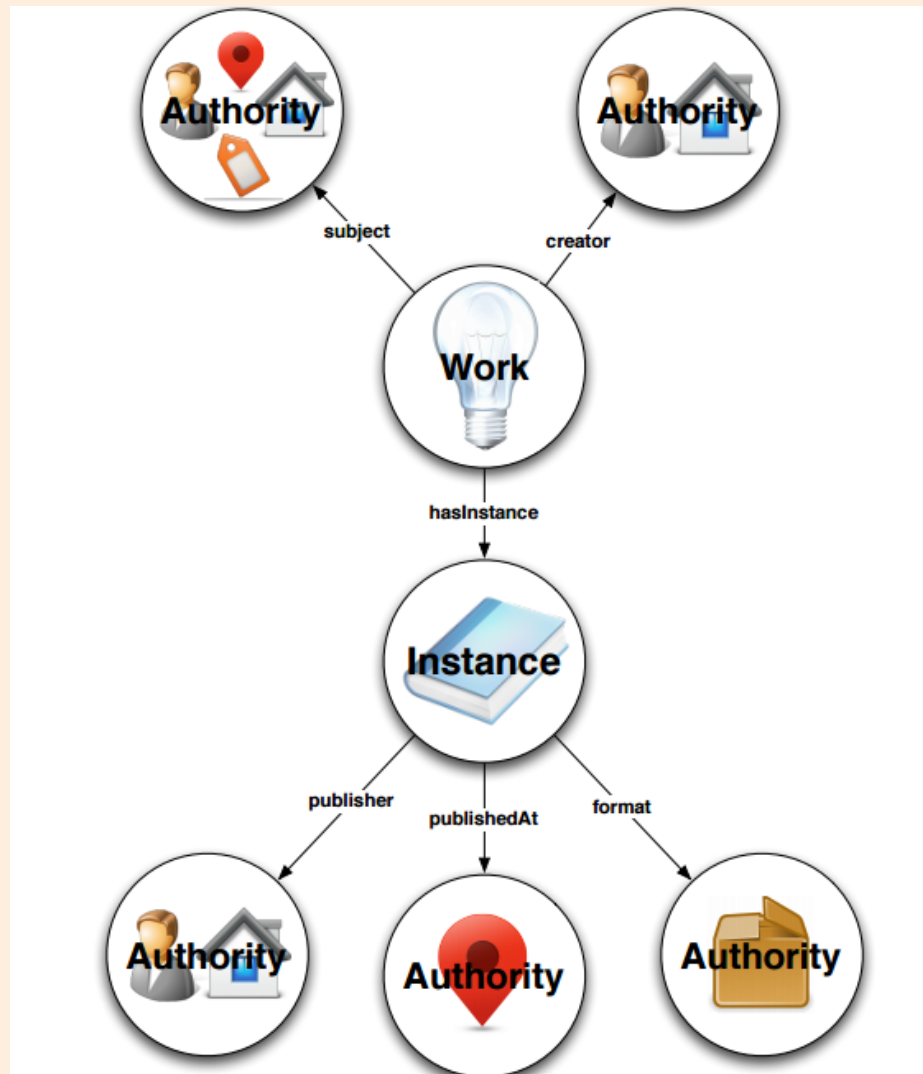 Authority
Authority
subject
creator
Work
hasInstance
Instance
publisher
publishedAt
format
Authority
Authority
Authority